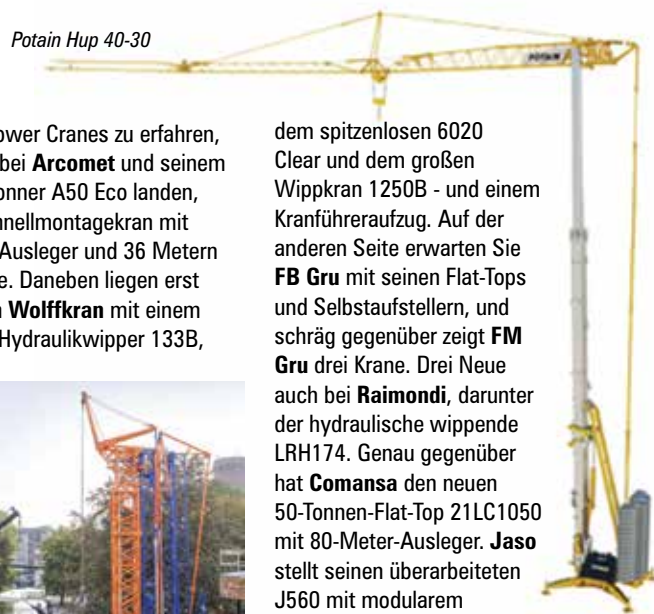 Potain Hup 40-30
POTAIN
ower Cranes zu erfahren,
bei Arcomet und seinem
onner A50 Eco landen,
hnellmontagekran mit
Ausleger und 36 Metern
e. Daneben liegen erst
Wolffkran mit einem
Hydraulikwipper 133B,
dem spitzenlosen 6020
Clear und dem großen
Wippkran 1250B - und einem
Kranführeraufzug. Auf der
anderen Seite erwarten Sie
FB Gru mit seinen Flat-Tops
und Selbstaufstellern, und
schräg gegenüber zeigt FM
Gru drei Krane. Drei Neue
auch bei Raimondi, darunter
der hydraulische wippende
LRH174. Genau gegenüber
hat Comansa den neuen
50-Tonnen-Flat-Top 21LC1050
mit 80-Meter-Ausleger. Jaso
stellt seinen überarbeiteten
J560 mit modularem